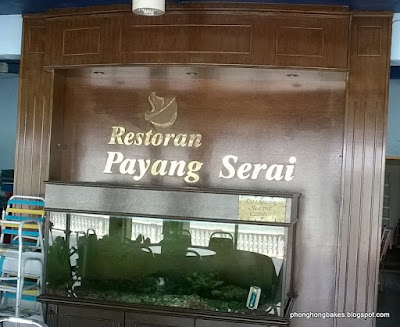 Restoran
Payang Serai
phonghongbakes.blogspot.com